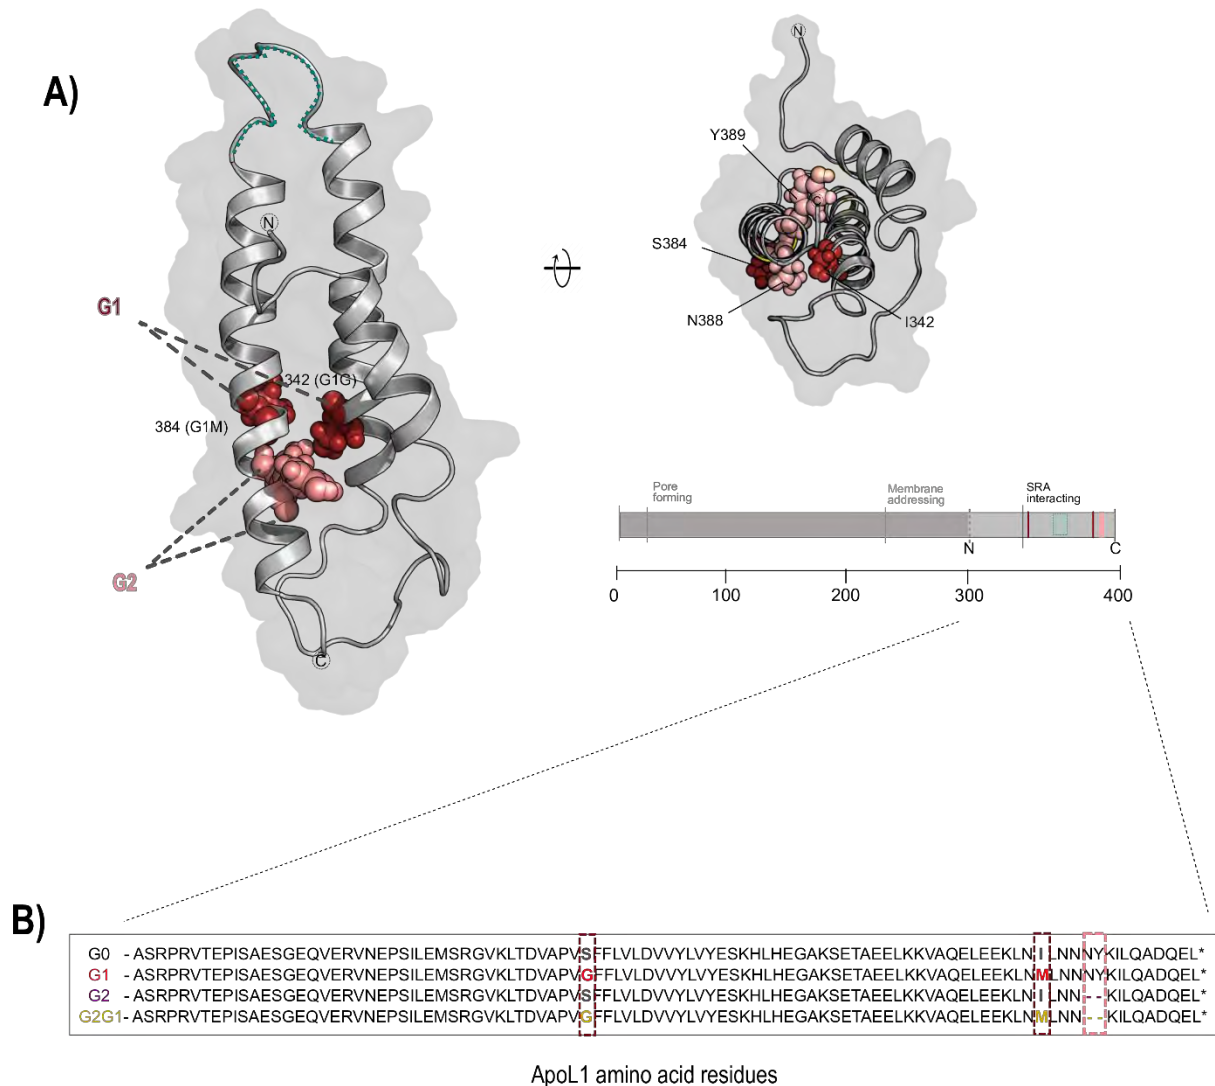 A)
N
G1
342 (G1G)
384 (G1M)
G2
C
N
Y389
S384
N388
I342
Pore
forming
Membrane
addressing
SRA
interacting
N
C
0
100
200
300
400
B)
G0 - ASRPRVTEPISAESGEQVERVNEPSILEMSRGVKLTDVAPVSFFLVLDVVYLVYESKHLHEGAKSETAEELKKVAQELEEKLNILNNNYKILQADQEL*
G1 - ASRPRVTEPISAESGEQVERVNEPSILEMSRGVKLTDVAPVGFFLVLDVVYLVYESKHLHEGAKSETAEELKKVAQELEEKLNMLNNNYKILQADQEL*
G2 - ASRPRVTEPISAESGEQVERVNEPSILEMSRGVKLTDVAPVSFFLVLDVVYLVYESKHLHEGAKSETAEELKKVAQELEEKLNILNN--KILQADQEL*
G2G1 - ASRPRVTEPISAESGEQVERVNEPSILEMSRGVKLTDVAPVGFFLVLDVVYLVYESKHLHEGAKSETAEELKKVAQELEEKLNMLNN--KILQADQEL*
ApoL1 amino acid residues